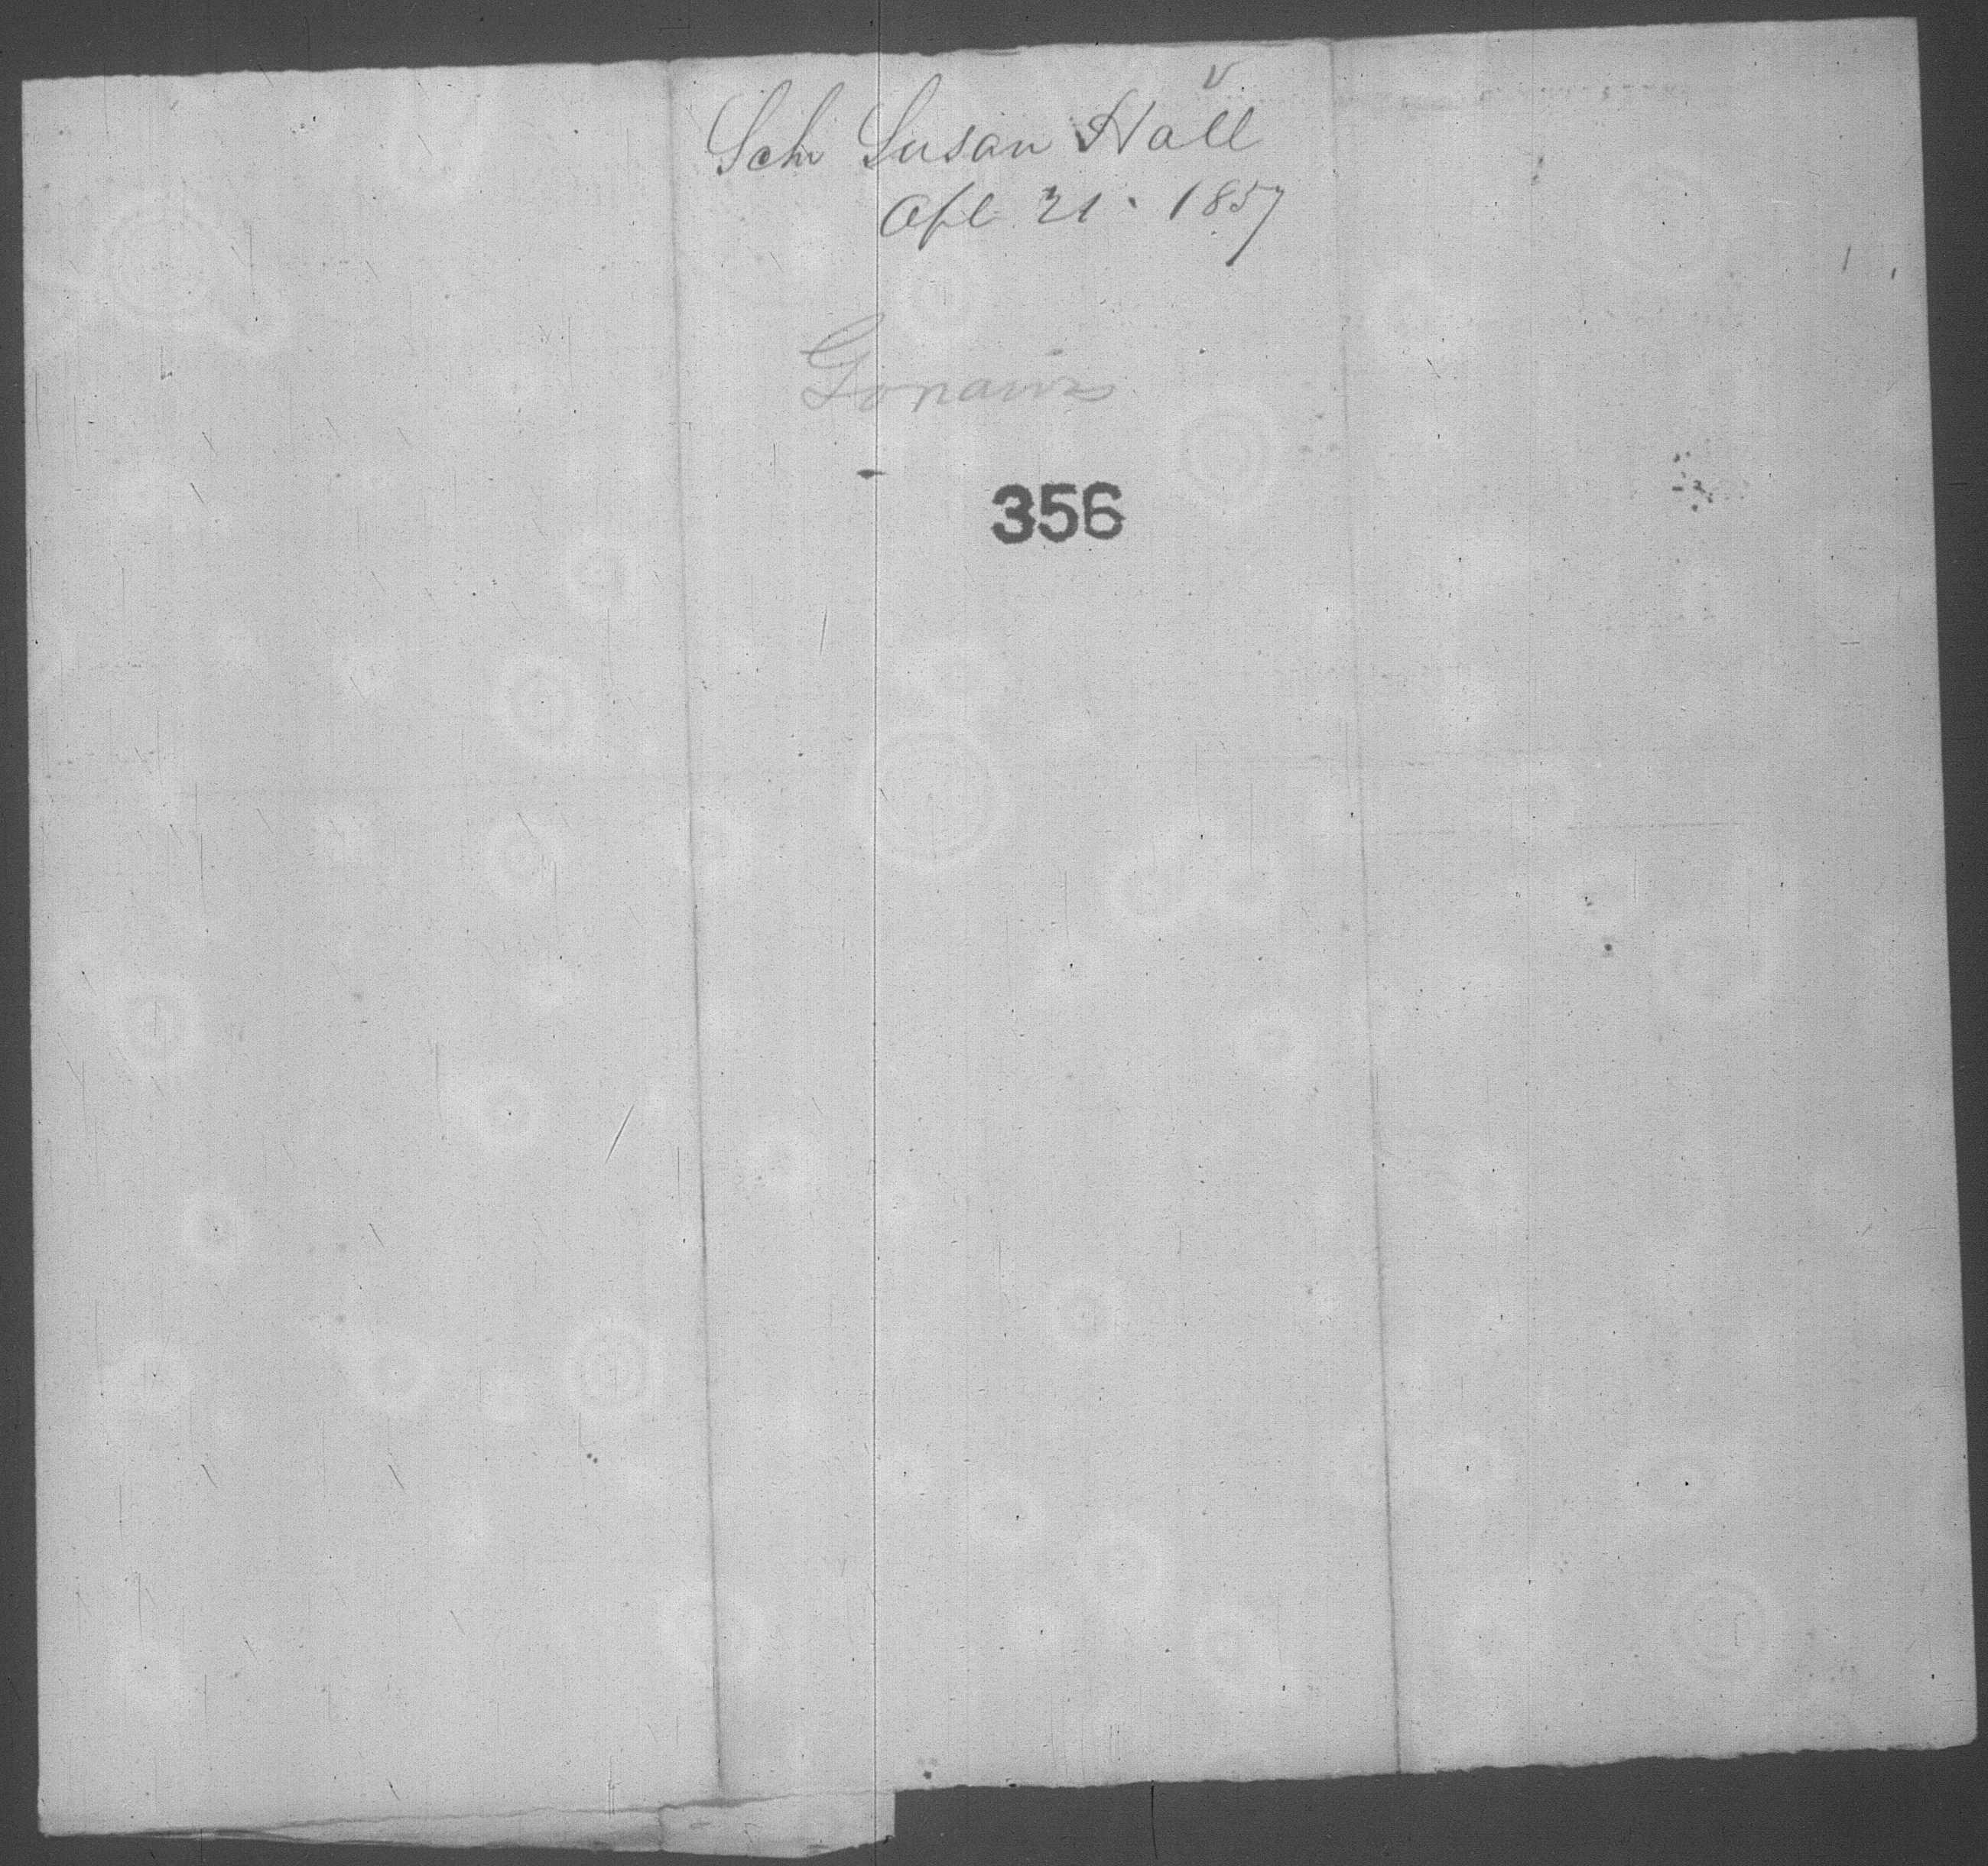 Sch Susan Hall
Apl 21. 1857
Gonaives
356